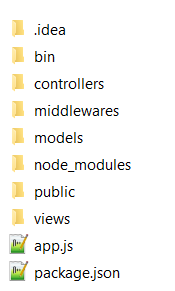 .idea
bin
controllers
middlewares
models
node_modules
public
views
app.js
package.json